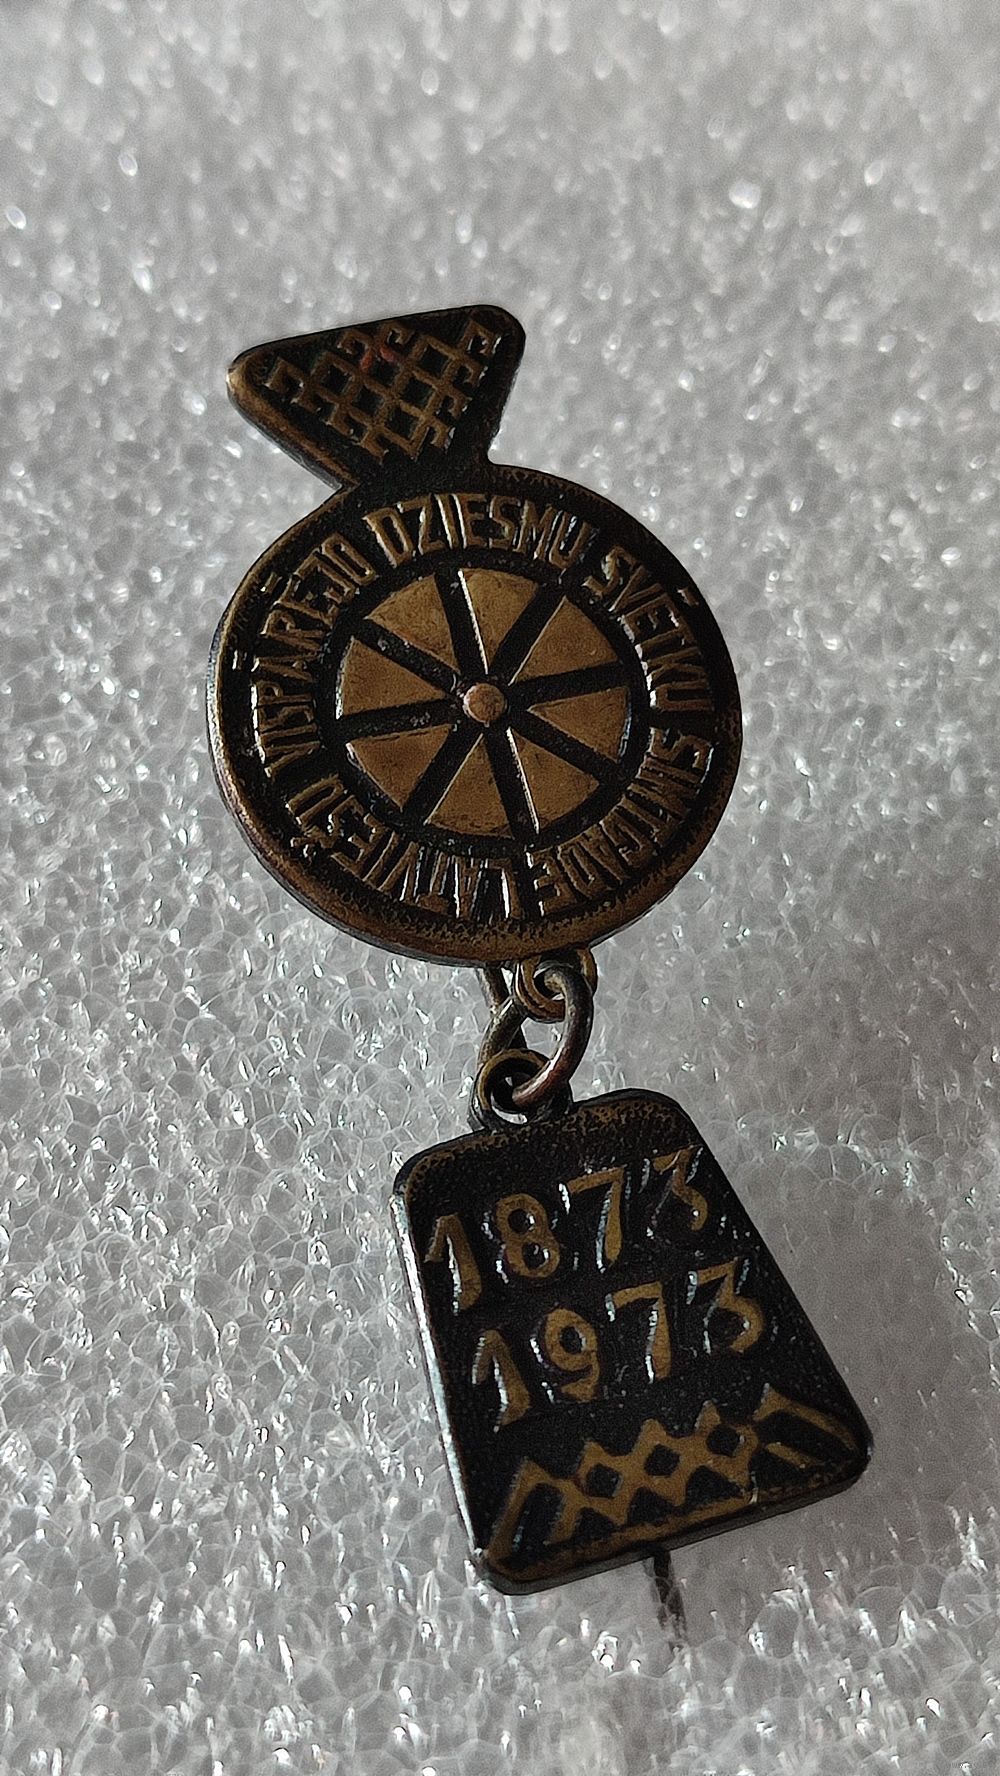 LATVIEŠU VISPĀRĒJO DZIESMU SVĒTKU SIMTGADE
1873
1973